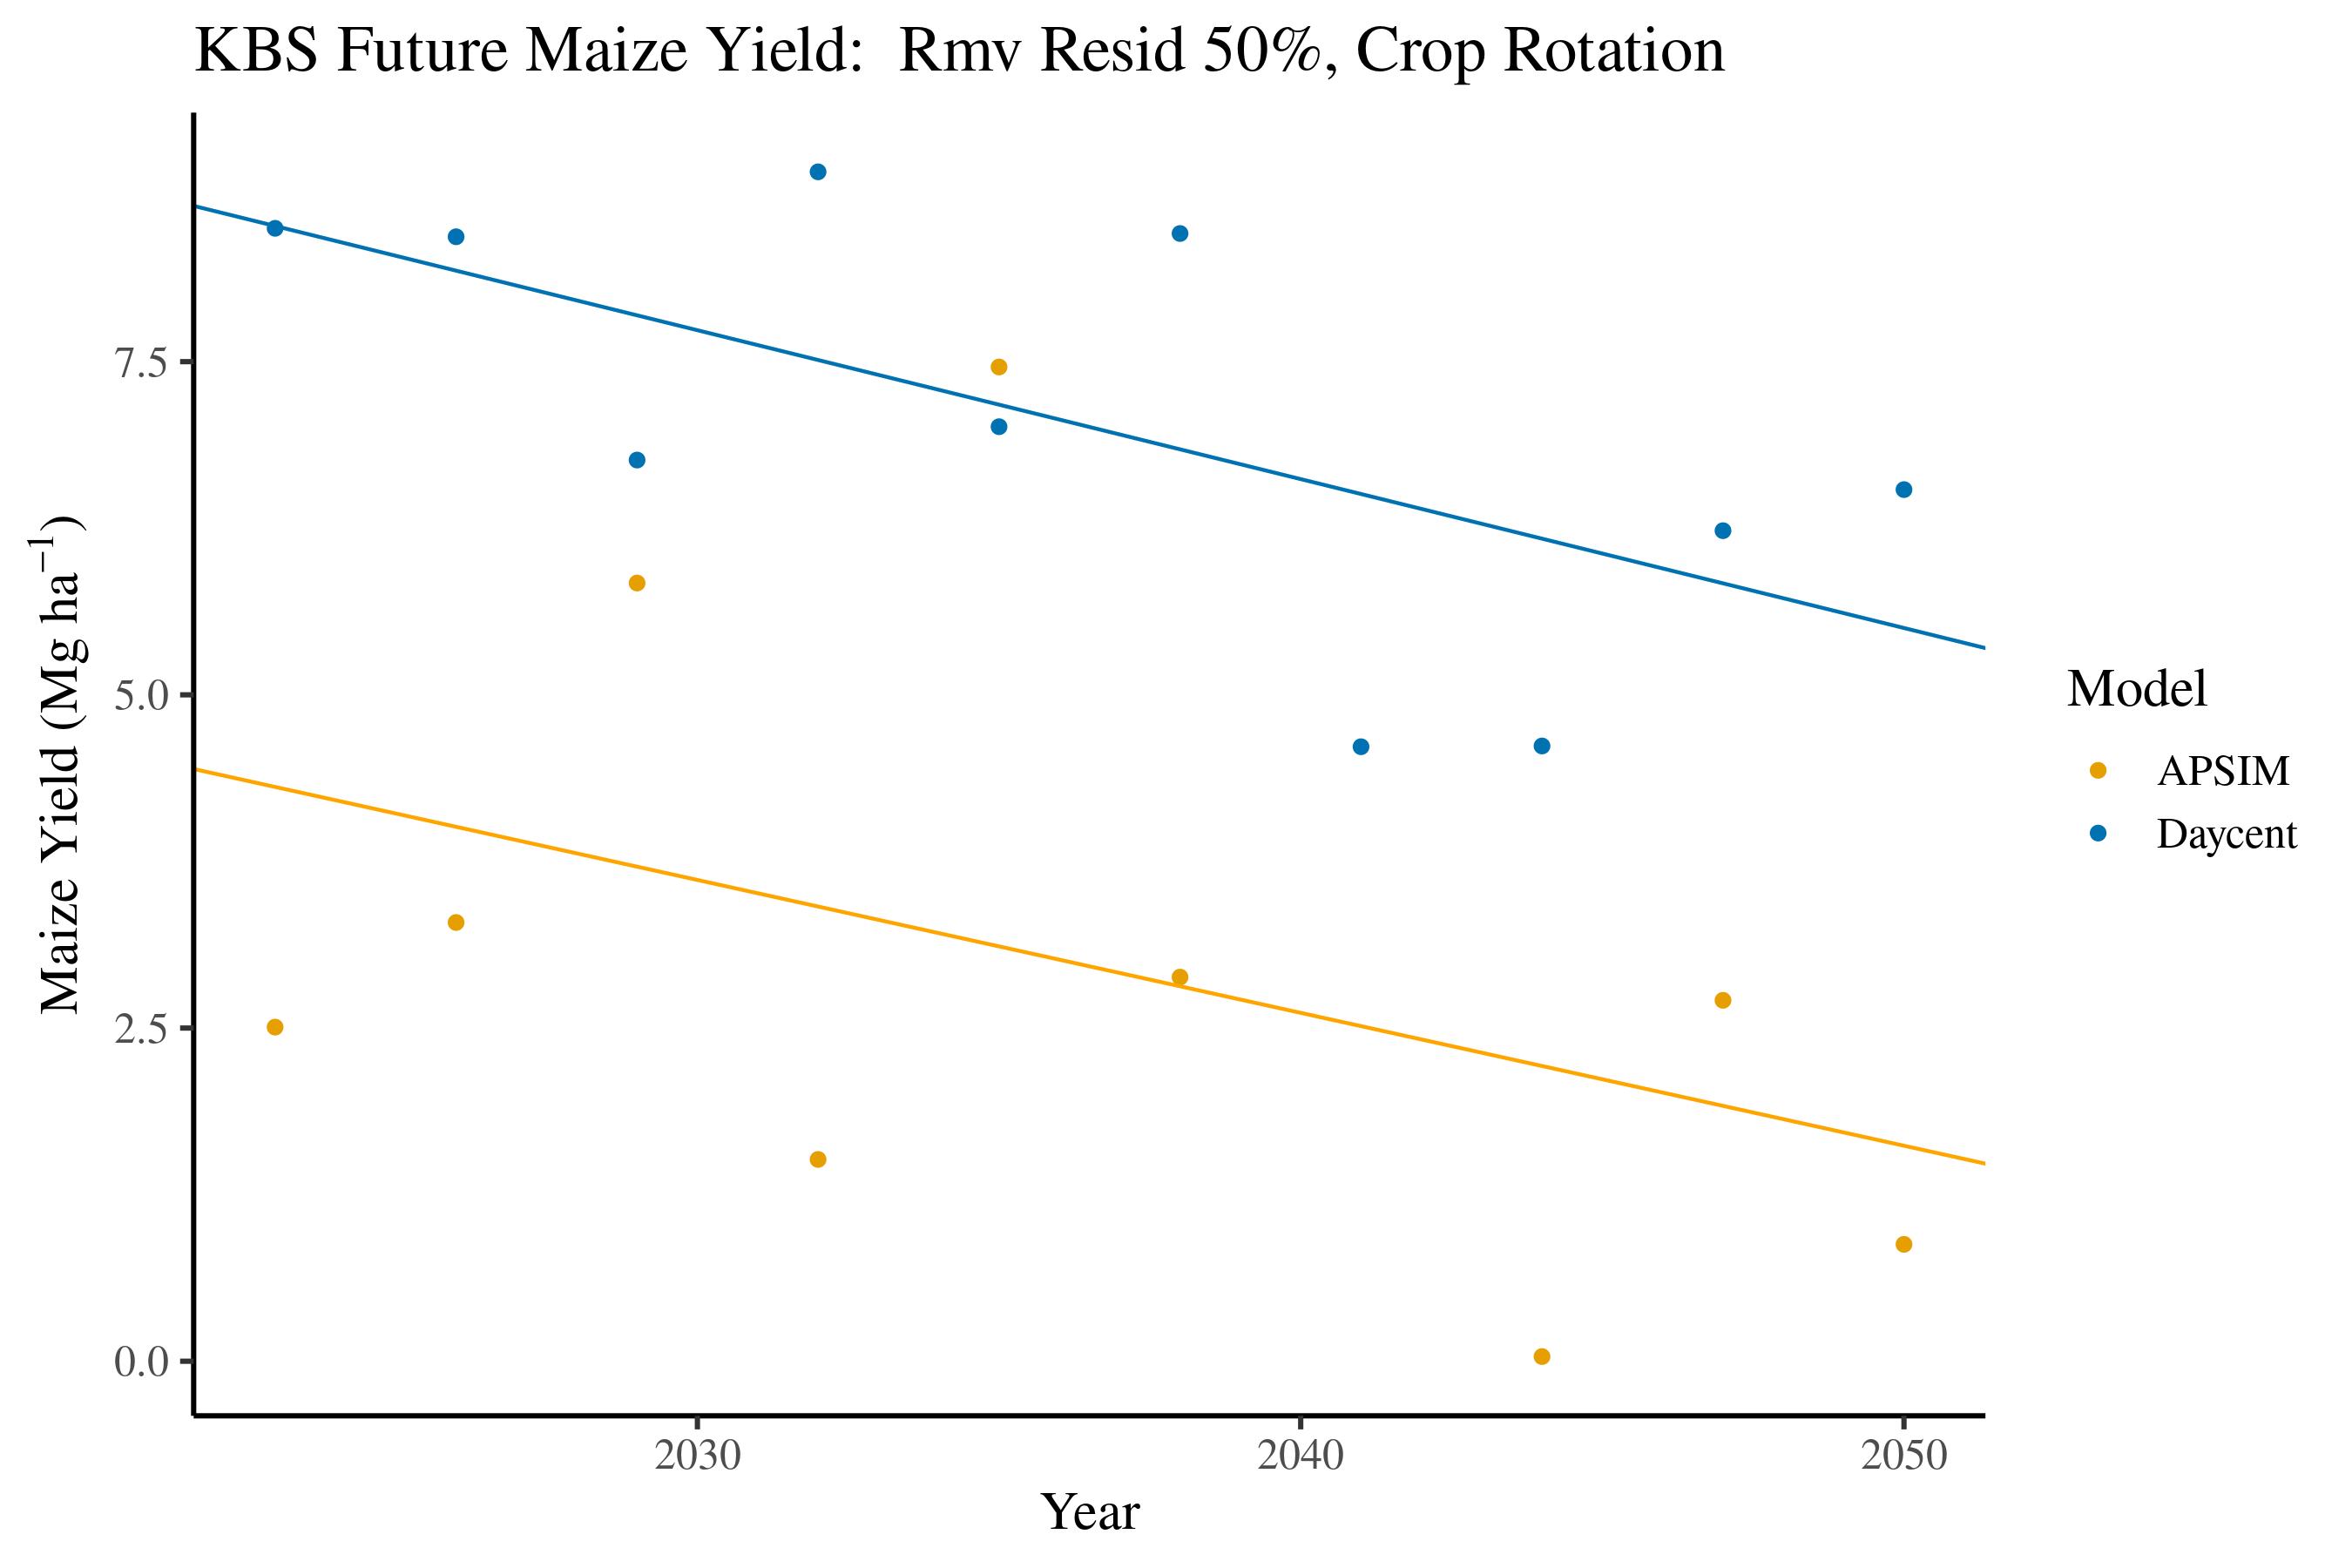 KBS Future Maize Yield:  Rmv Resid 50%, Crop Rotation
Maize Yield (Mg ha⁻¹)
7.5
5.0
2.5
0.0
2030 2040 2050
Year
Model
APSIM
Daycent